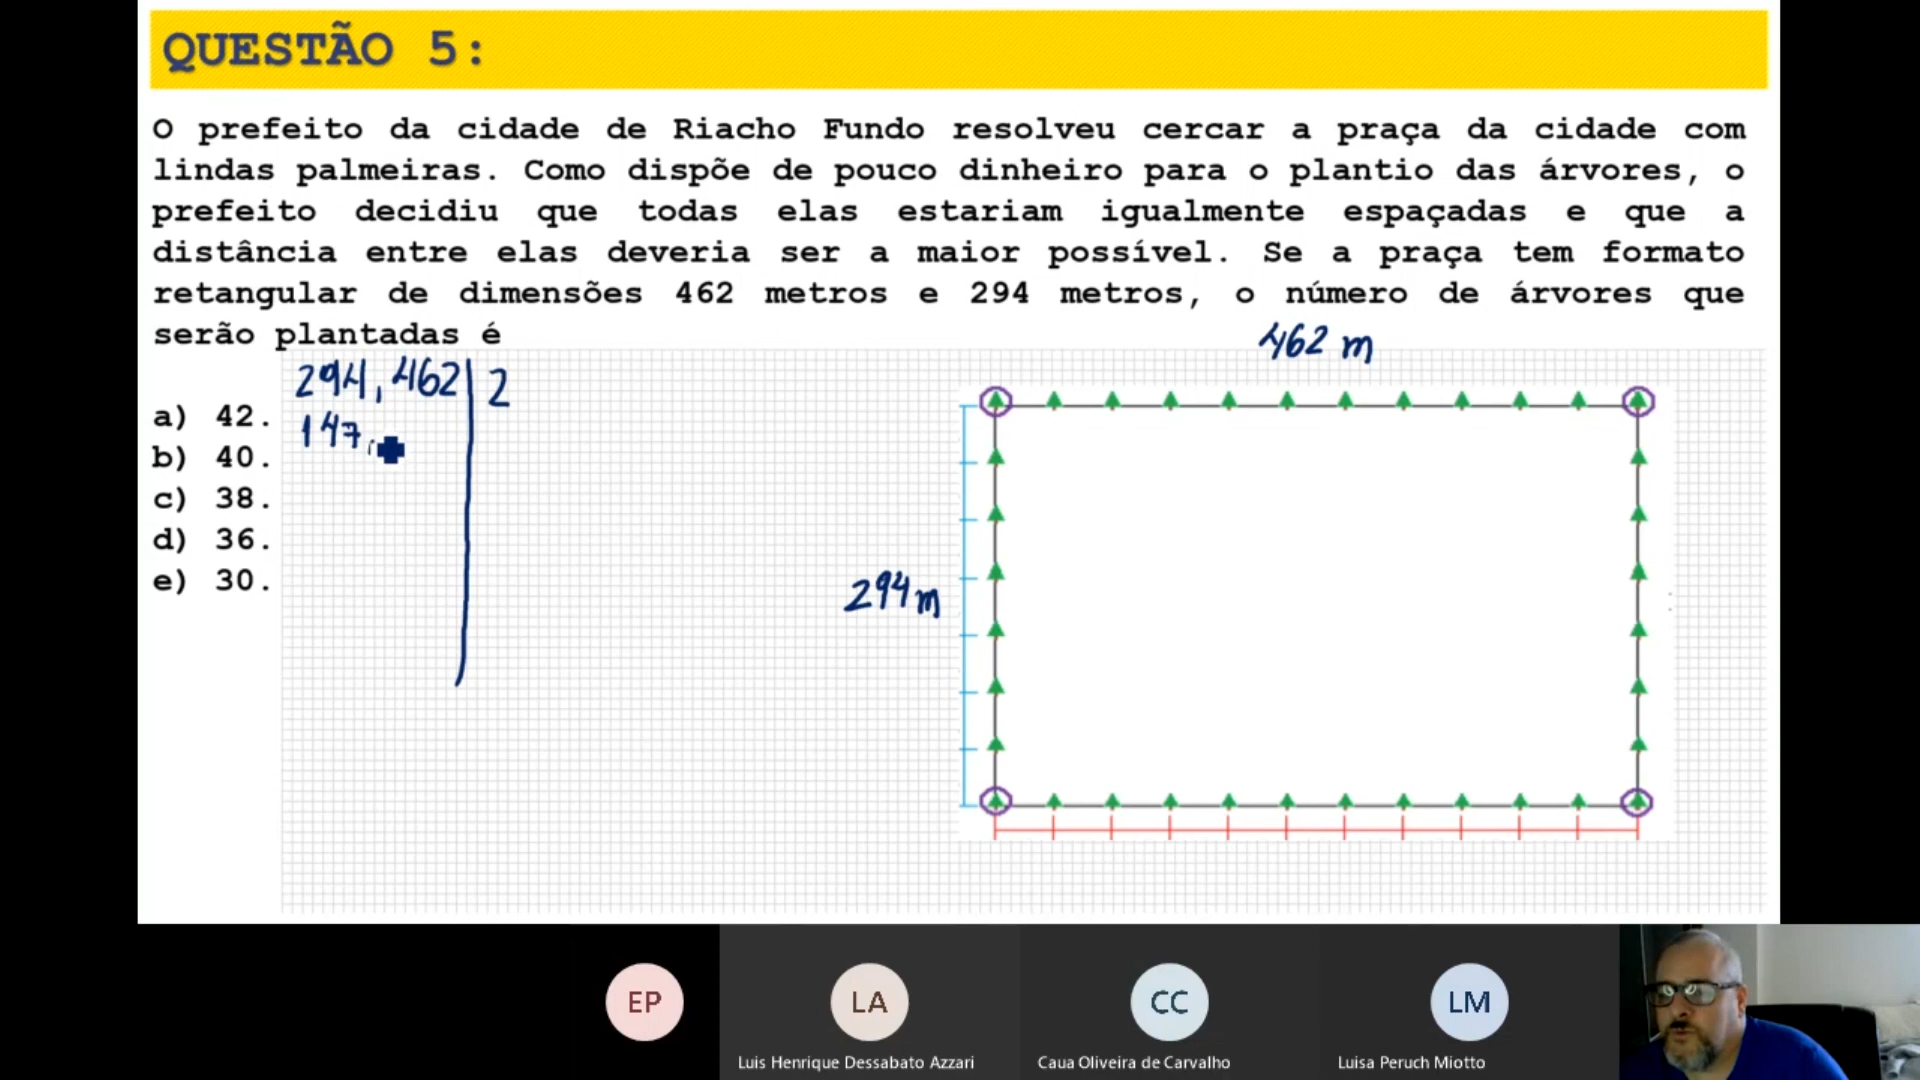 QUESTÃO 5:
O prefeito da cidade de Riacho Fundo resolveu cercar a praça da cidade com
lindas palmeiras. Como dispõe de pouco dinheiro para o plantio das árvores, o
prefeito decidiu que todas elas estariam igualmente espaçadas e que a
distância entre elas deveria ser a maior possível. Se a praça tem formato
retangular de dimensões 462 metros e 294 metros, o número de árvores que
serão plantadas é
462 m
294, 462 | 2
147,
a) 42.
b) 40.
c) 38.
d) 36.
e) 30.
294 m
EP
LA
CC
LM
Luis Henrique Dessabato Azzari
Caua Oliveira de Carvalho
Luisa Peruch Miotto